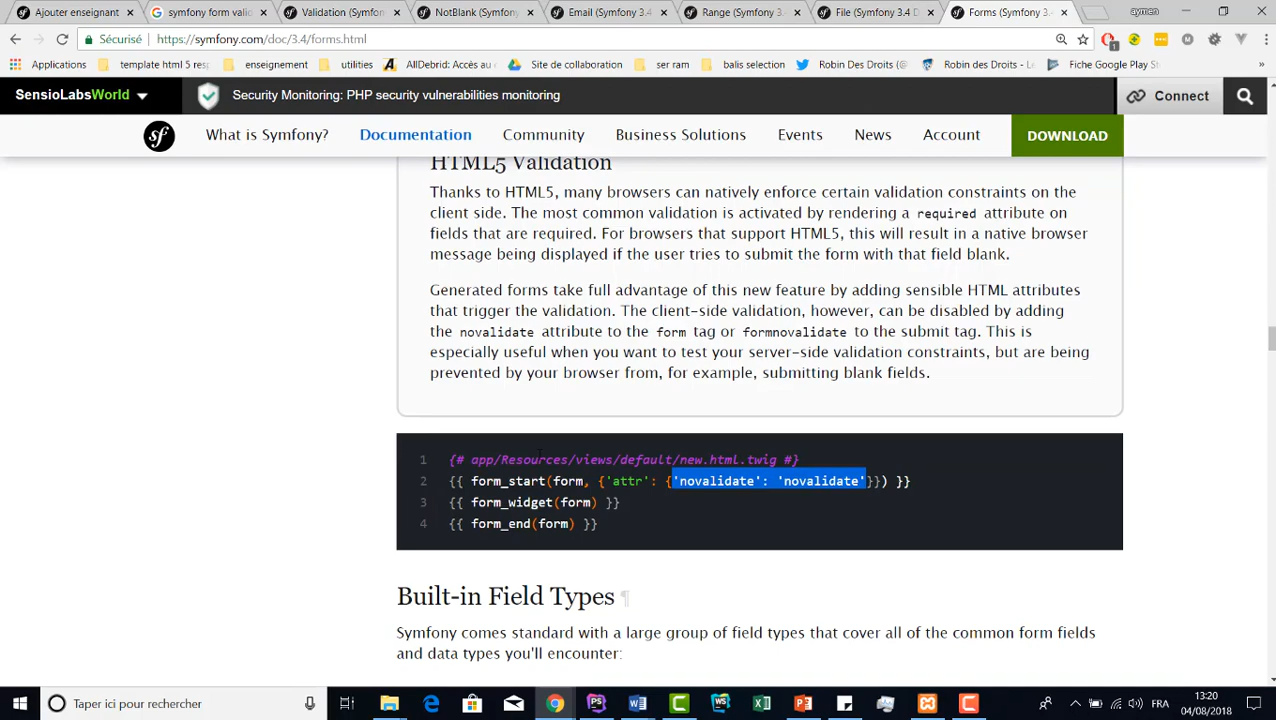 Ajouter enseignant
symfony form vali
Validation (Symfon
NotBlank (Symfony
Email (Symfony 3.4
Range (Symfony 3.4
File (Symfony 3.4 D
Forms (Symfony 3.4
aymen
Sécurisé
https://symfony.com/doc/3.4/forms.html
Applications
template html 5 resp
enseignement
utilities
AllDebrid: Accès au c
Site de collaboration
ser ram
balis selection
Robin Des Droits (@
Robin des Droits - Le
Fiche Google Play St
SensioLabsWorld
Security Monitoring: PHP security vulnerabilities monitoring
Connect
sf
What is Symfony?
Documentation
Community
Business Solutions
Events
News
Account
DOWNLOAD
HTML5 Validation
Thanks to HTML5, many browsers can natively enforce certain validation constraints on the
client side. The most common validation is activated by rendering a required attribute on
fields that are required. For browsers that support HTML5, this will result in a native browser
message being displayed if the user tries to submit the form with that field blank.
Generated forms take full advantage of this new feature by adding sensible HTML attributes
that trigger the validation. The client-side validation, however, can be disabled by adding
the novalidate attribute to the form tag or formnovalidate to the submit tag. This is
especially useful when you want to test your server-side validation constraints, but are being
prevented by your browser from, for example, submitting blank fields.
1 {# app/Resources/views/default/new.html.twig #}
2 {{ form_start(form, {'attr': {'novalidate': 'novalidate'}}) }}
3 {{ form_widget(form) }}
4 {{ form_end(form) }}
Built-in Field Types ¶
Symfony comes standard with a large group of field types that cover all of the common form fields
and data types you'll encounter:
Taper ici pour rechercher
FRA
13:20
04/08/2018